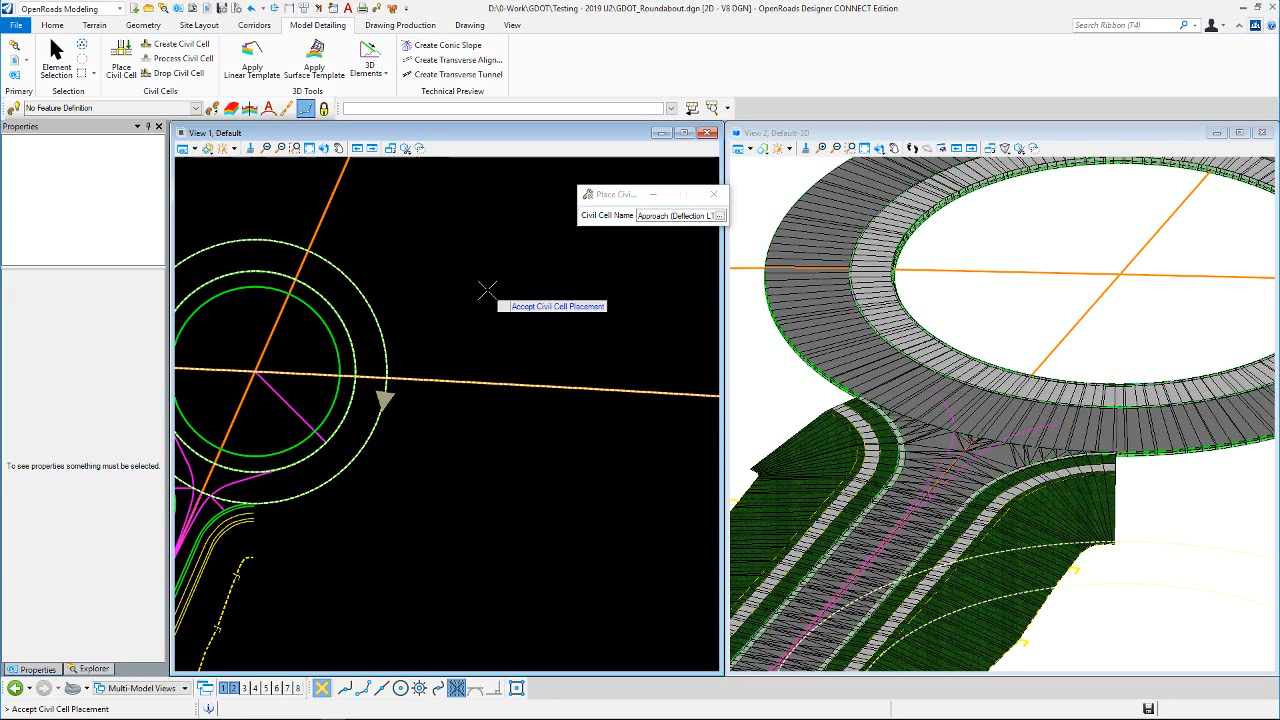 OpenRoads Modeling
D:\0-Work\GDOT\Testing - 2019 U2\GDOT_Roundabout.dgn [2D - V8 DGN] - OpenRoads Designer CONNECT Edition
File Home Terrain Geometry Site Layout Corridors Model Detailing Drawing Production Drawing View
Search Ribbon (F4)
Element Selection
Place Civil Cell
Create Civil Cell
Process Civil Cell
Drop Civil Cell
Apply Linear Template
Apply Surface Template
3D Elements
Create Conic Slope
Create Transverse Align...
Create Transverse Tunnel
Primary Selection Civil Cells 3D Tools Technical Preview
No Feature Definition
Properties
View 1, Default
View 2, Default-3D
Place Civi...
Civil Cell Name Approach (Deflection LT
Accept Civil Cell Placement
To see properties something must be selected.
Properties Explorer
Multi-Model Views
1 2 3 4 5 6 7 8
> Accept Civil Cell Placement